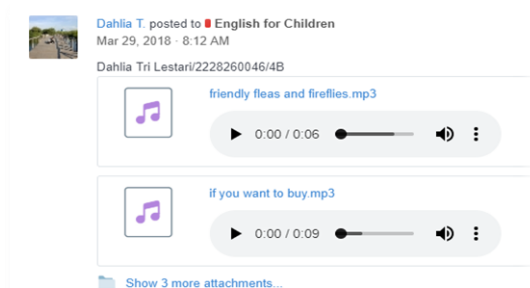 Dahlia T. posted to English for Children
Mar 29, 2018 · 8:12 AM
Dahlia Tri Lestari/2228260046/4B
friendly fleas and fireflies.mp3
0:00 / 0:06
if you want to buy.mp3
0:00 / 0:09
Show 3 more attachments...